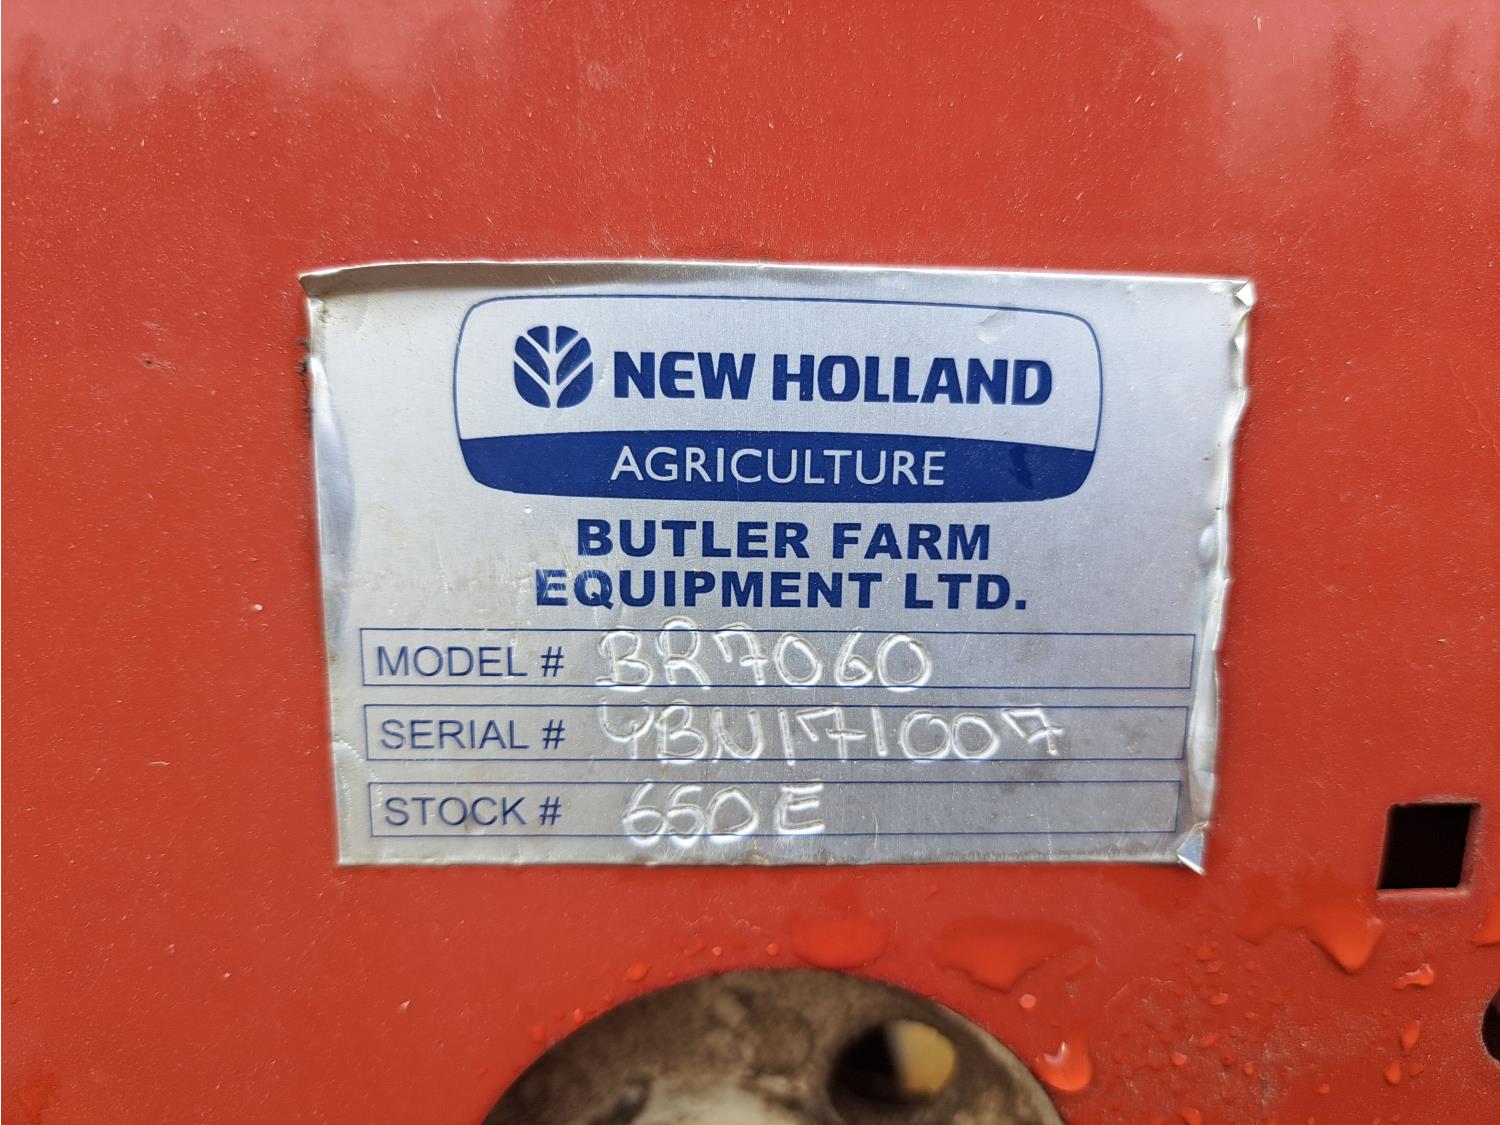 NEW HOLLAND
AGRICULTURE
BUTLER FARM
EQUIPMENT LTD.
MODEL # BR7060
SERIAL # YBN171007
STOCK # 650E